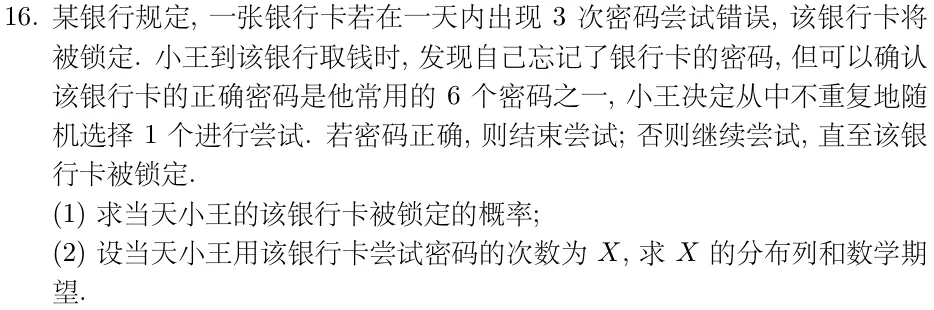 16. 某银行规定, 一张银行卡若在一天内出现 3 次密码尝试错误, 该银行卡将
被锁定. 小王到该银行取钱时, 发现自己忘记了银行卡的密码, 但可以确认
该银行卡的正确密码是他常用的 6 个密码之一, 小王决定从中不重复地随
机选择 1 个进行尝试. 若密码正确, 则结束尝试; 否则继续尝试, 直至该银
行卡被锁定.
(1) 求当天小王的该银行卡被锁定的概率;
(2) 设当天小王用该银行卡尝试密码的次数为 X, 求 X 的分布列和数学期
望.